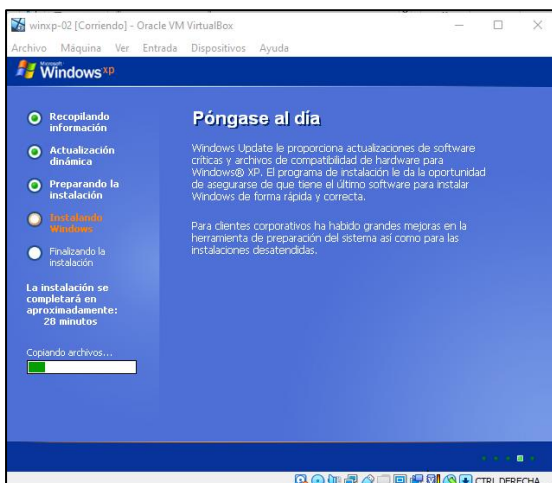 winxp-02 [Corriendo] - Oracle VM VirtualBox
Archivo Máquina Ver Entrada Dispositivos Ayuda
Microsoft
Windows xp
Recopilando
información
Actualización
dinámica
Preparando la
instalación
Instalando
Windows
Finalizando la
instalación
La instalación se
completará en
aproximadamente:
28 minutos
Copiando archivos...
Póngase al día
Windows Update le proporciona actualizaciones de software
críticas y archivos de compatibilidad de hardware para
Windows® XP. El programa de instalación le da la oportunidad
de asegurarse de que tiene el último software para instalar
Windows de forma rápida y correcta.
Para clientes corporativos ha habido grandes mejoras en la
herramienta de preparación del sistema así como para las
instalaciones desatendidas.
CTRL DERECHA